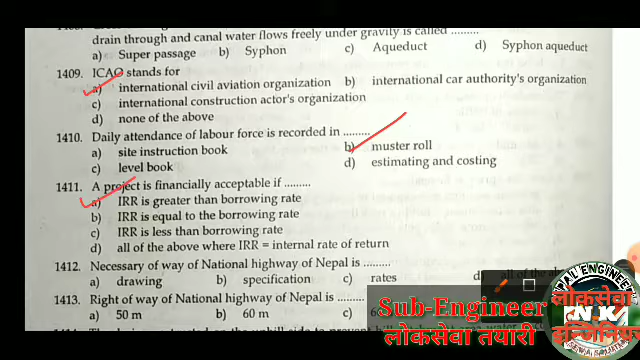 drain through and canal water flows freely under gravity is called .........
a) Super passage b) Syphon c) Aqueduct d) Syphon aqueduct
1409. ICAO stands for
a) international civil aviation organization b) international car authority's organization
c) international construction actor's organization
d) none of the above
1410. Daily attendance of labour force is recorded in .........
a) site instruction book b) muster roll
c) level book d) estimating and costing
1411. A project is financially acceptable if .........
a) IRR is greater than borrowing rate
b) IRR is equal to the borrowing rate
c) IRR is less than borrowing rate
d) all of the above where IRR = internal rate of return
1412. Necessary of way of National highway of Nepal is .........
a) drawing b) specification c) rates d) all of the
1413. Right of way of National highway of Nepal is .........
a) 50 m b) 60 m c)
Sub-Engineer
लोकसेवा तयारी
लोकसेवा